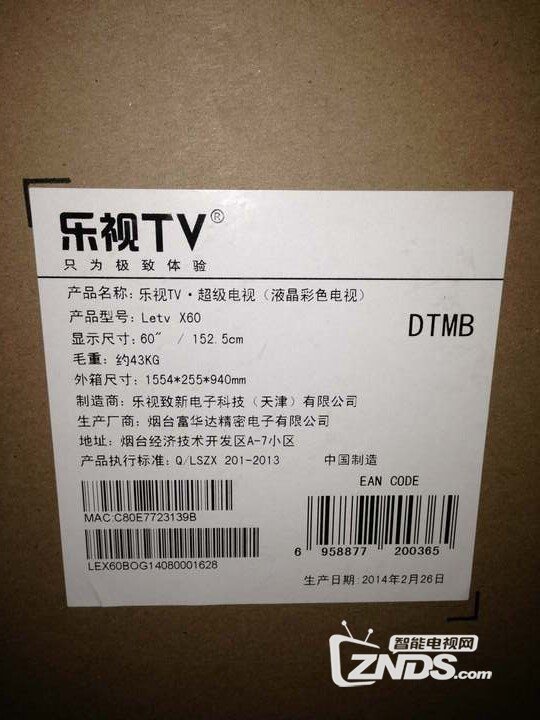 乐视TV®
只为极致体验
产品名称: 乐视TV·超级电视(液晶彩色电视)
产品型号: Letv X60
DTMB
显示尺寸: 60" / 152.5cm
毛重: 约43KG
外箱尺寸: 1554*255*940mm
制造商: 乐视致新电子科技(天津)有限公司
生产厂商: 烟台富华达精密电子有限公司
地址: 烟台经济技术开发区A-7小区
产品执行标准: Q/LSZX 201-2013 中国制造
EAN CODE
MAC:C80E7723139B
6 958877 200365
LEX60BOG14080001628
生产日期:2014年2月26日
智能电视网
ZNDS.com